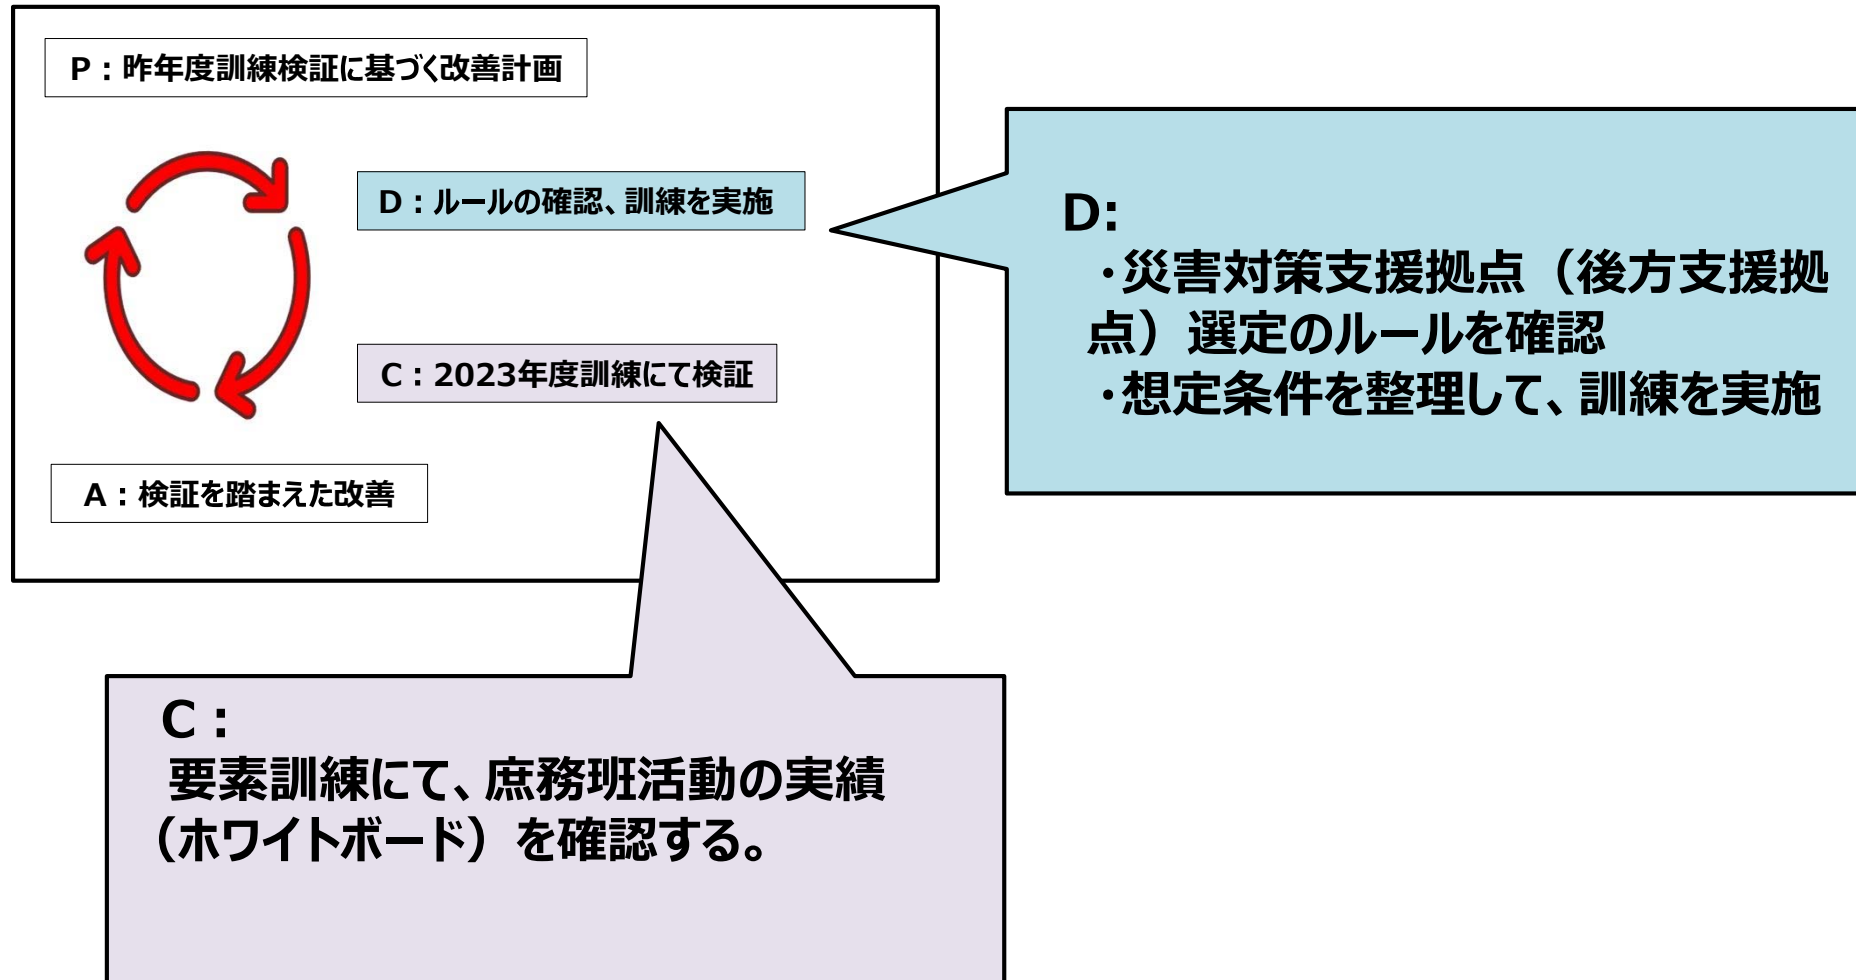 P：昨年度訓練検証に基づく改善計画
D：ルールの確認、訓練を実施
C：2023年度訓練にて検証
A：検証を踏まえた改善
D:
・災害対策支援拠点（後方支援拠
点）選定のルールを確認
・想定条件を整理して、訓練を実施
C：
要素訓練にて、庶務班活動の実績
（ホワイトボード）を確認する。